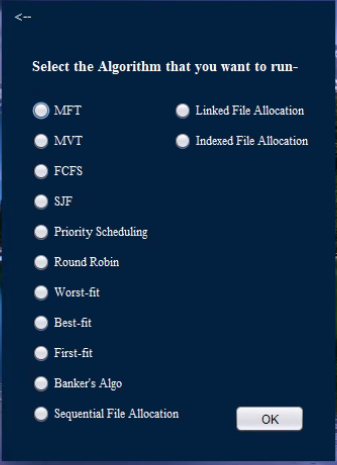 <--
Select the Algorithm that you want to run-
MFT
MVT
FCFS
SJF
Priority Scheduling
Round Robin
Worst-fit
Best-fit
First-fit
Banker's Algo
Sequential File Allocation
Linked File Allocation
Indexed File Allocation
OK